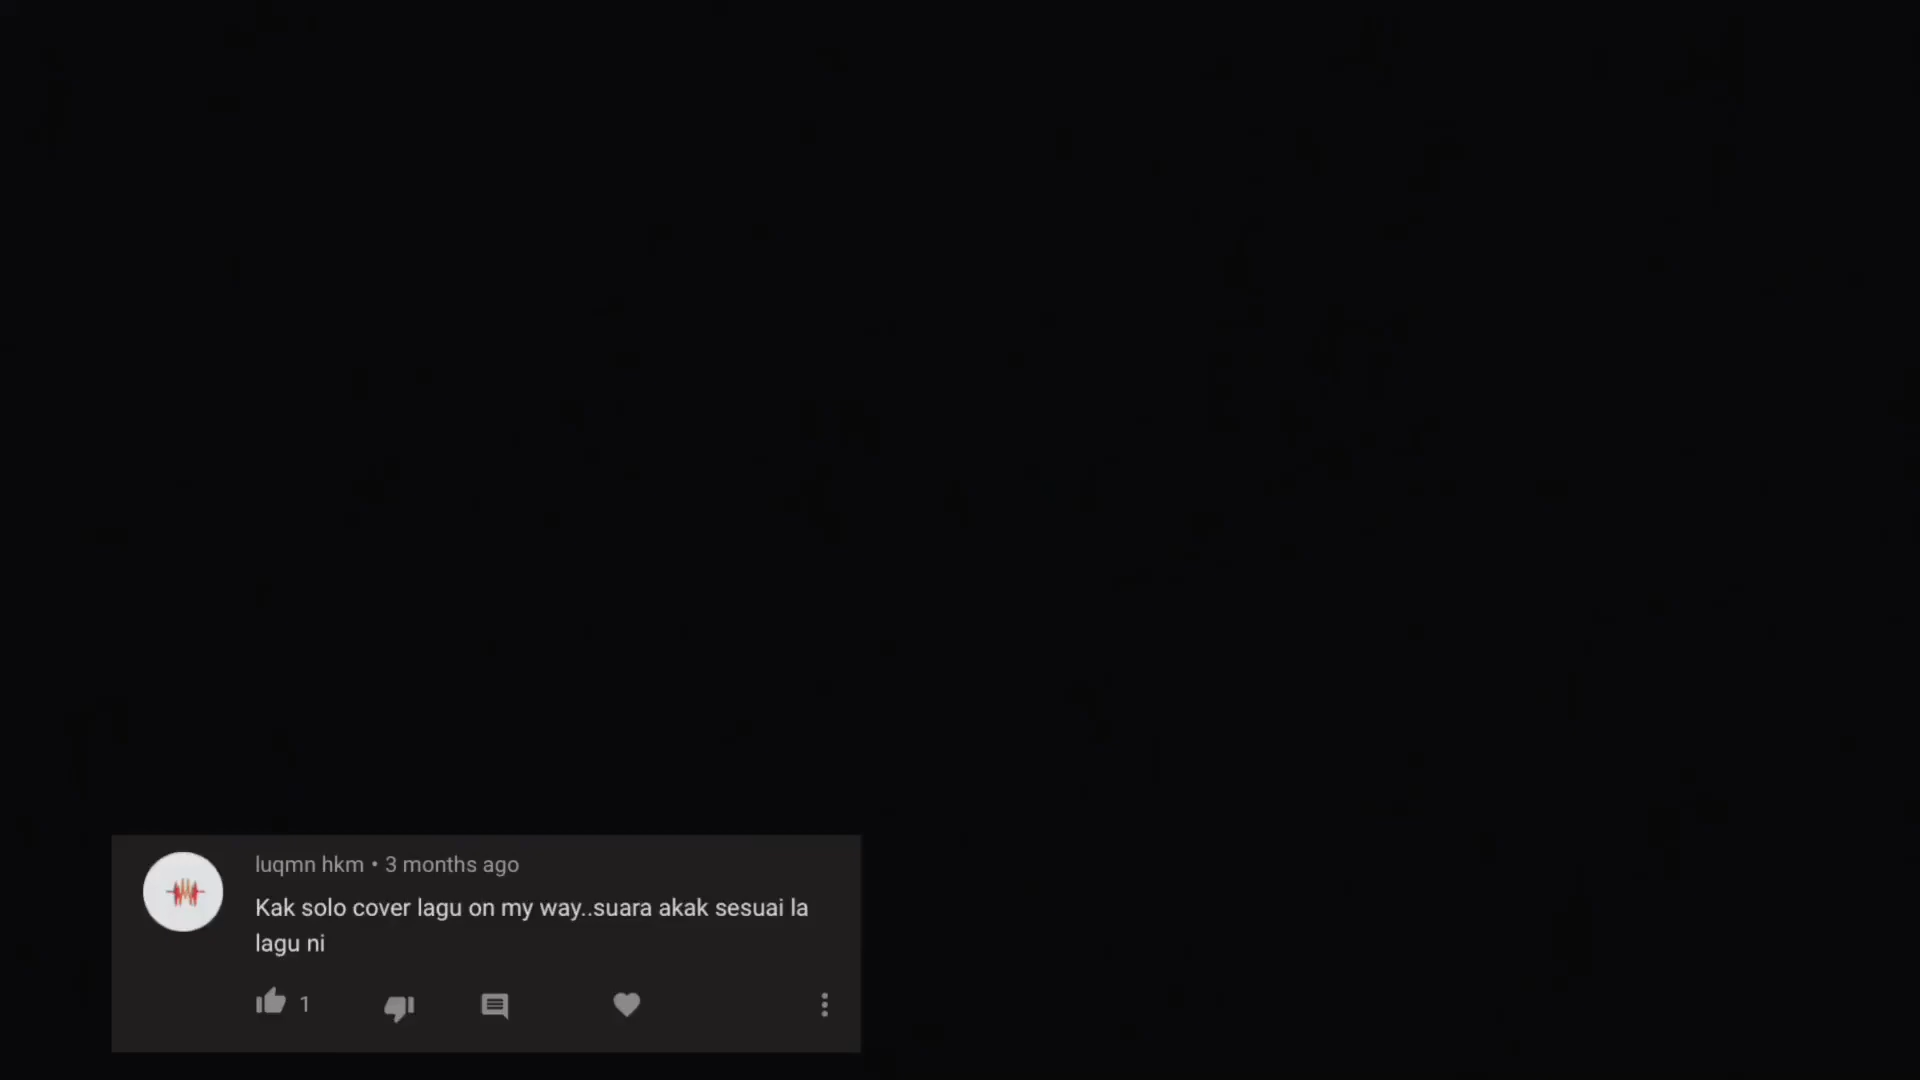 luqmn hkm • 3 months ago
Kak solo cover lagu on my way..suara akak sesuai la
lagu ni
1